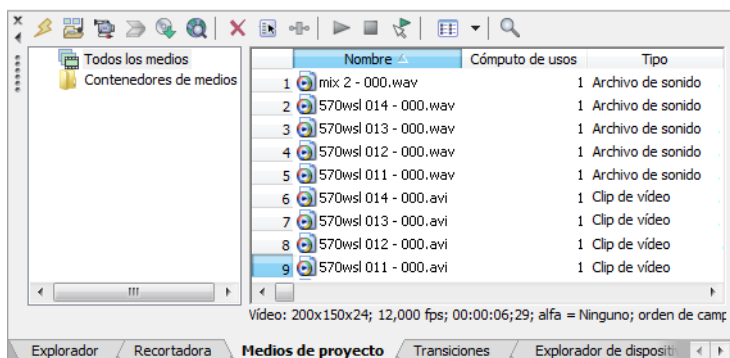 Todos los medios
Contenedores de medios
Nombre Cómputo de usos Tipo
1 mix 2 - 000.wav 1 Archivo de sonido
2 570wsl 014 - 000.wav 1 Archivo de sonido
3 570wsl 013 - 000.wav 1 Archivo de sonido
4 570wsl 012 - 000.wav 1 Archivo de sonido
5 570wsl 011 - 000.wav 1 Archivo de sonido
6 570wsl 014 - 000.avi 1 Clip de vídeo
7 570wsl 013 - 000.avi 1 Clip de vídeo
8 570wsl 012 - 000.avi 1 Clip de vídeo
9 570wsl 011 - 000.avi 1 Clip de vídeo
Vídeo: 200x150x24; 12,000 fps; 00:00:06;29; alfa = Ninguno; orden de camp
Explorador Recortadora Medios de proyecto Transiciones Explorador de dispositi